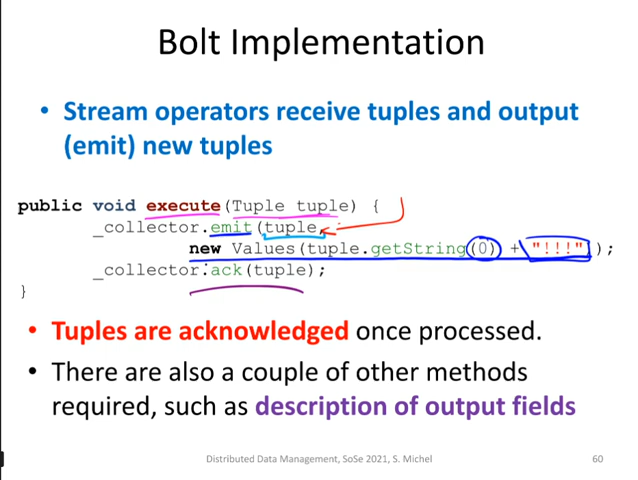 Bolt Implementation
• Stream operators receive tuples and output
(emit) new tuples
public void execute(Tuple tuple) {
_collector.emit(tuple,
new Values(tuple.getString(0) + "!!!"));
_collector.ack(tuple);
}
• Tuples are acknowledged once processed.
• There are also a couple of other methods
required, such as description of output fields
Distributed Data Management, SoSe 2021, S. Michel
60